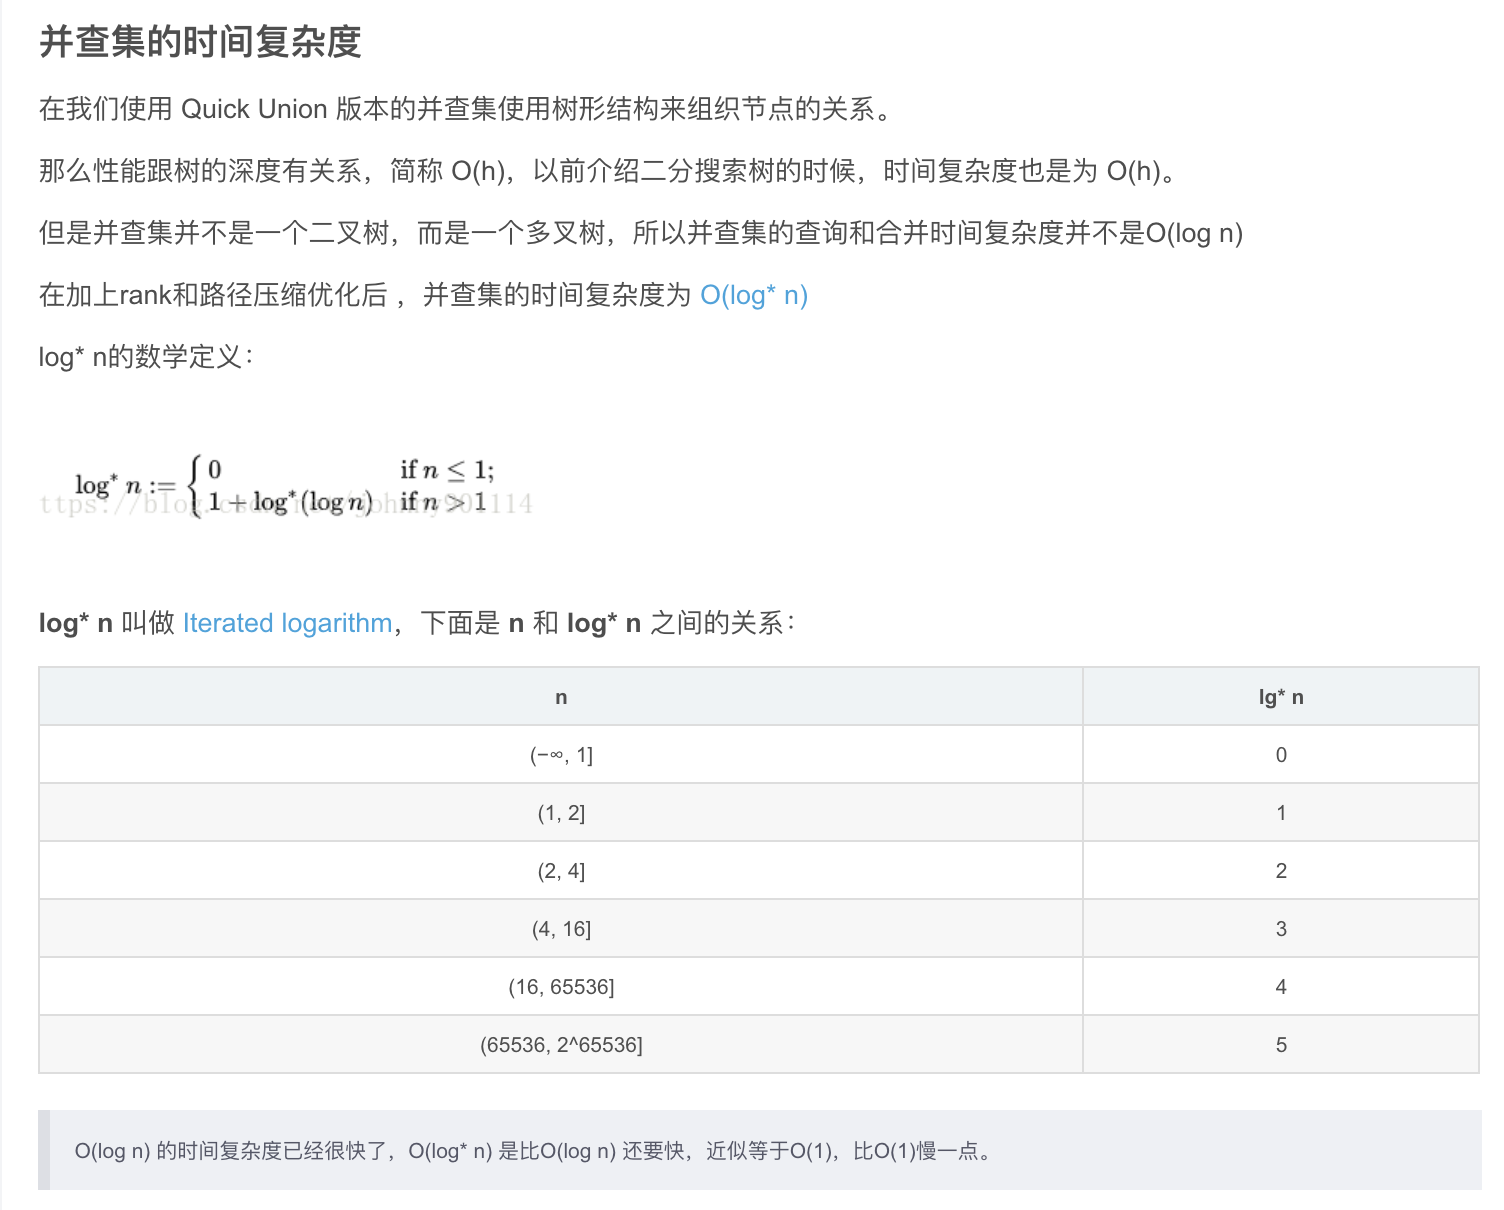 并查集的时间复杂度
在我们使用 Quick Union 版本的并查集使用树形结构来组织节点的关系。
那么性能跟树的深度有关系，简称 O(h)，以前介绍二分搜索树的时候，时间复杂度也是为 O(h)。
但是并查集并不是一个二叉树，而是一个多叉树，所以并查集的查询和合并时间复杂度并不是O(log n)
在加上rank和路径压缩优化后 ，并查集的时间复杂度为 O(log* n)
log* n的数学定义：
log* n := { 0 if n ≤ 1;
1 + log*(log n) if n > 1
ttps://blog.csdn.net/johnny901114
log* n 叫做 Iterated logarithm，下面是 n 和 log* n 之间的关系：
n lg* n
(−∞, 1] 0
(1, 2] 1
(2, 4] 2
(4, 16] 3
(16, 65536] 4
(65536, 2^65536] 5
O(log n) 的时间复杂度已经很快了，O(log* n) 是比O(log n) 还要快，近似等于O(1)，比O(1)慢一点。